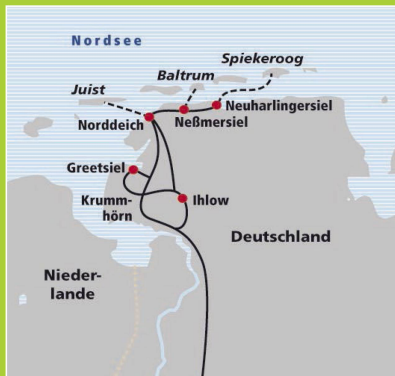 Nordsee
Spiekeroog
Baltrum
Juist
Neuharlingersiel
Norddeich
Neßmersiel
Greetsiel
Krumm-
hörn
Ihlow
Deutschland
Nieder-
lande